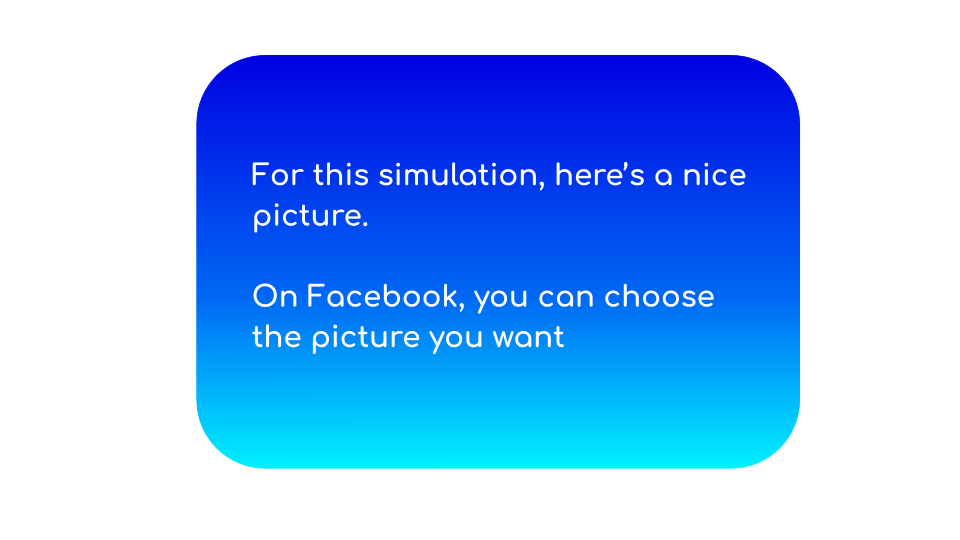 For this simulation, here’s a nice
picture.
On Facebook, you can choose
the picture you want